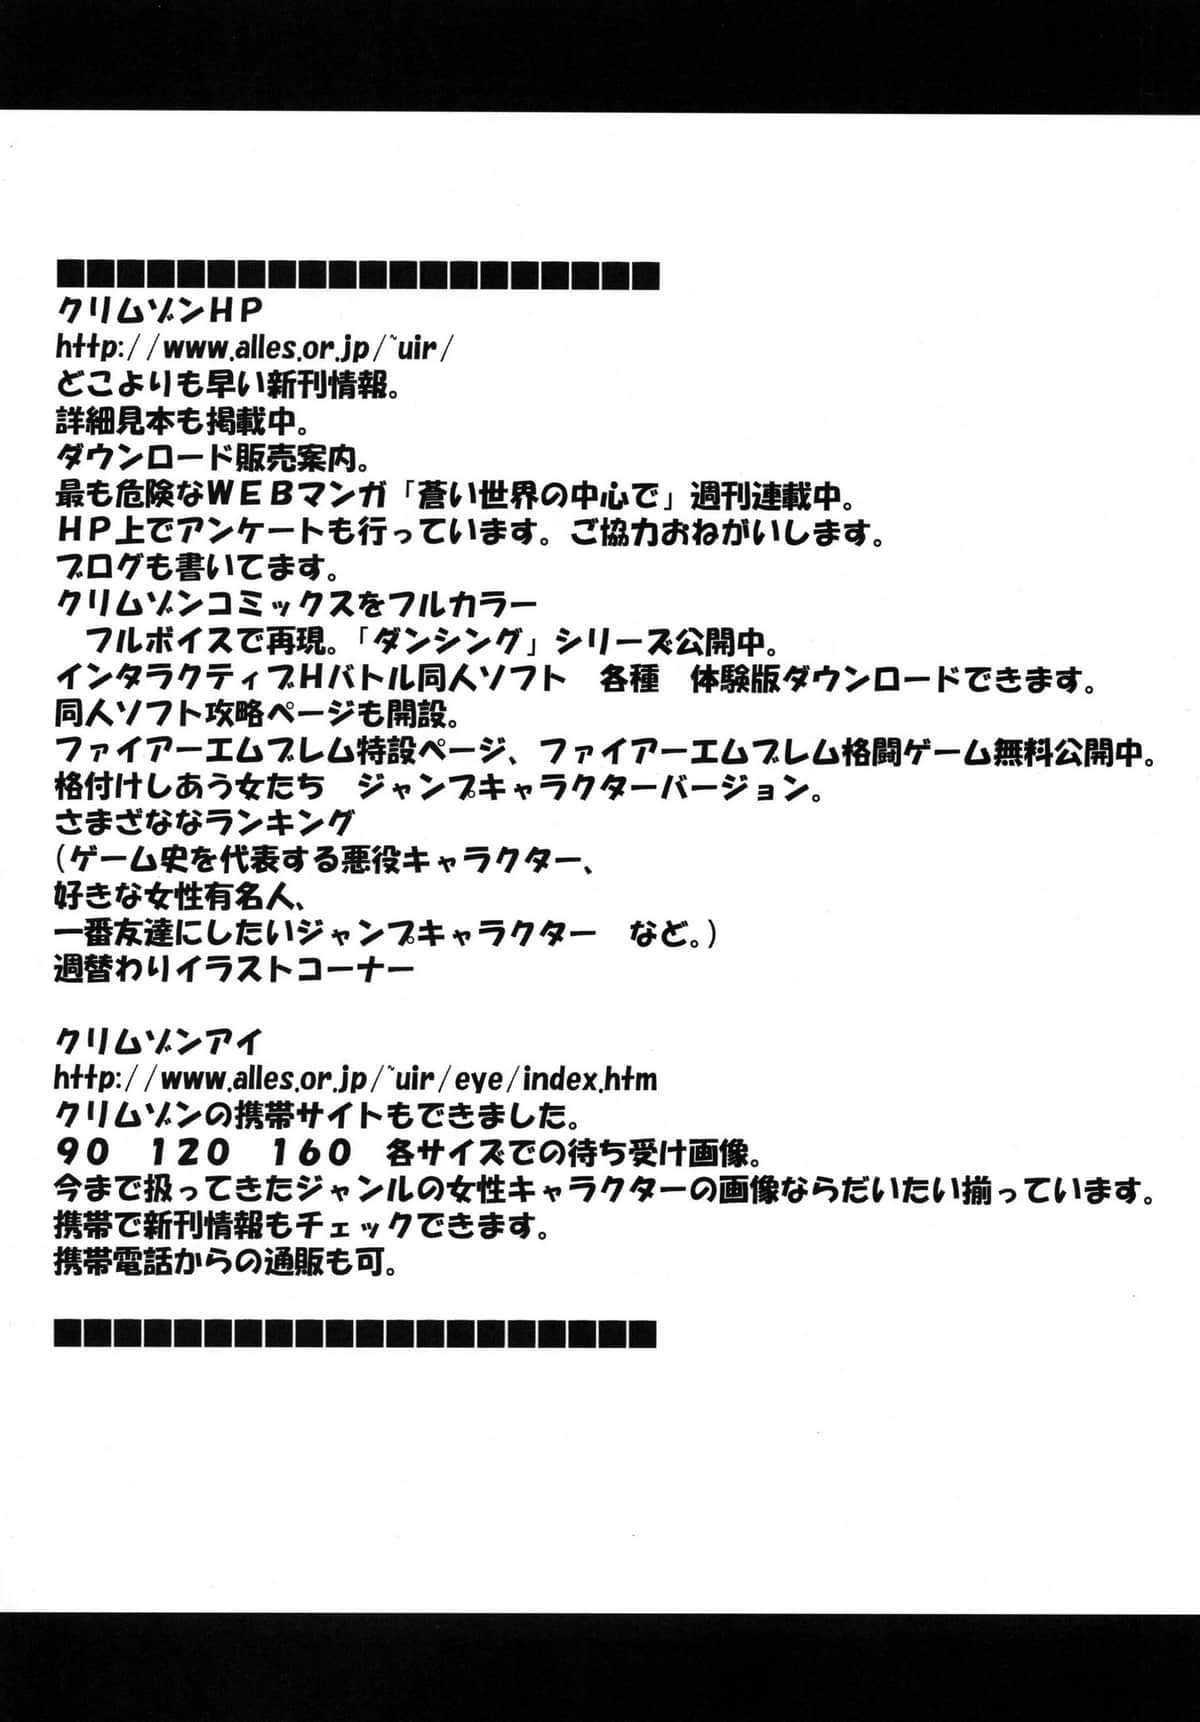 ■■■■■■■■■■■■■■■■■■■■
クリムゾンＨＰ
http://www.alles.or.jp/~uir/
どこよりも早い新刊情報。
詳細見本も掲載中。
ダウンロード販売案内。
最も危険なＷＥＢマンガ「蒼い世界の中心で」週刊連載中。
ＨＰ上でアンケートも行っています。ご協力おねがいします。
ブログも書いてます。
クリムゾンコミックスをフルカラー
　フルボイスで再現。「ダンシング」シリーズ公開中。
インタラクティブＨバトル同人ソフト　各種　体験版ダウンロードできます。
同人ソフト攻略ページも開設。
ファイアーエムブレム特設ページ、ファイアーエムブレム格闘ゲーム無料公開中。
格付けしあう女たち　ジャンプキャラクターバージョン。
さまざななランキング
（ゲーム史を代表する悪役キャラクター、
好きな女性有名人、
一番友達にしたいジャンプキャラクター　など。）
週替わりイラストコーナー
クリムゾンアイ
http://www.alles.or.jp/~uir/eye/index.htm
クリムゾンの携帯サイトもできました。
９０　１２０　１６０　各サイズでの待ち受け画像。
今まで扱ってきたジャンルの女性キャラクターの画像ならだいたい揃っています。
携帯で新刊情報もチェックできます。
携帯電話からの通販も可。
■■■■■■■■■■■■■■■■■■■■